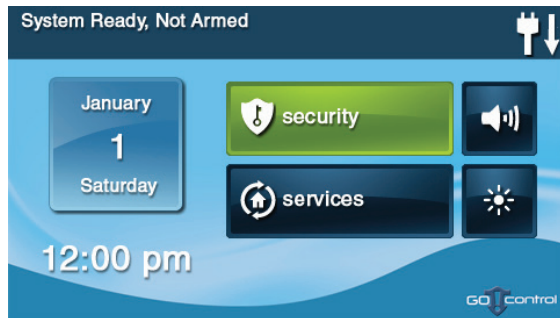 System Ready, Not Armed
January
1
Saturday
12:00 pm
security
services
GO!control